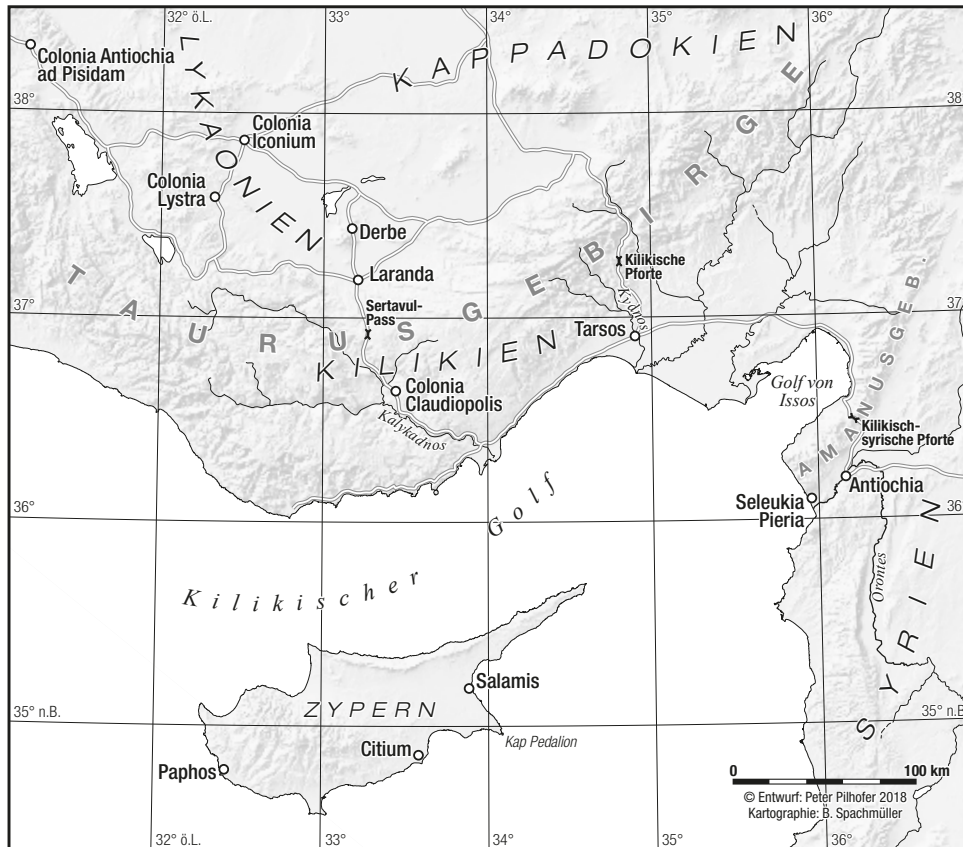 32° ö.L.
33°
34°
35°
36°
Colonia Antiochia
ad Pisidam
LYKAONIEN
KAPPADOKIEN
38°
38°
Colonia
Iconium
Colonia
Lystra
Derbe
Laranda
Kilikische
Pforte
Kydnos
TAURUSGEBIRGE
37°
37°
Sertavul-
Pass
Tarsos
KILIKIEN
Colonia
Claudiopolis
Kalykadnos
Golf von
Issos
AMANUSGEB.
Kilikisch-
syrische Pforte
Antiochia
Seleukia
Pieria
36°
36°
Kilikischer Golf
Orontes
SYRIEN
Salamis
ZYPERN
35° n.B.
35° n.B.
Kap Pedalion
Citium
Paphos
0
100 km
© Entwurf: Peter Pilhofer 2018
Kartographie: B. Spachmüller
32° ö.L.
33°
34°
35°
36°